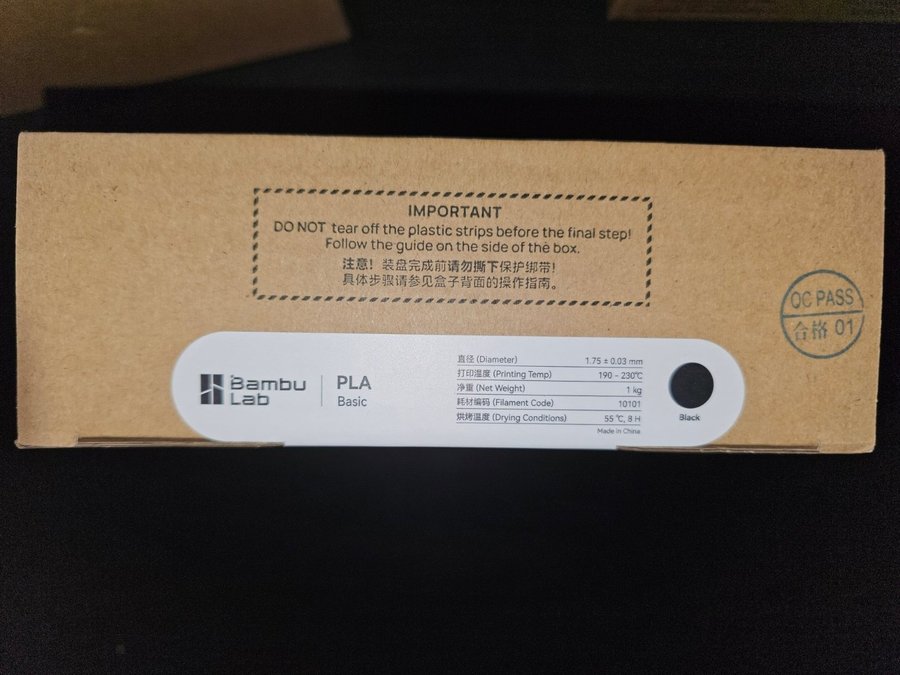 IMPORTANT
DO NOT tear off the plastic strips before the final step!
Follow the guide on the side of the box.
注意！装盘完成前请勿撕下保护绑带！
具体步骤请参见盒子背面的操作指南。
QC PASS
合格 01
Bambu
Lab
PLA
Basic
直径 (Diameter) 1.75 ± 0.03 mm
打印温度 (Printing Temp) 190 - 230℃
净重 (Net Weight) 1 kg
耗材编码 (Filament Code) 10101
烘烤温度 (Drying Conditions) 55 ℃, 8 H
Made in China
Black